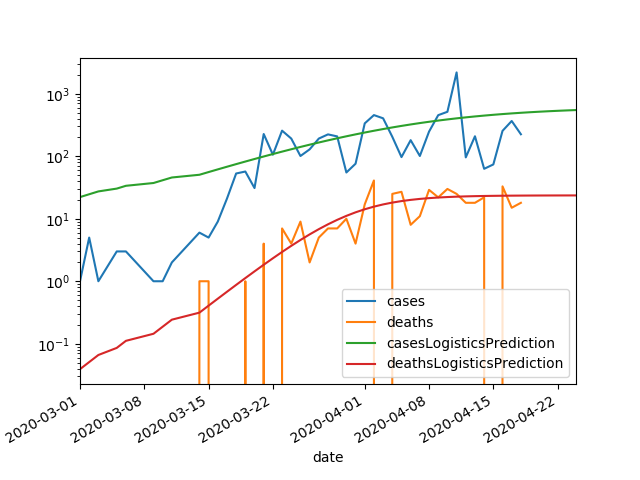 10³
10²
10¹
10⁰
10⁻¹
cases
deaths
casesLogisticsPrediction
deathsLogisticsPrediction
2020-03-01
2020-03-08
2020-03-15
2020-03-22
2020-04-01
2020-04-08
2020-04-15
2020-04-22
date